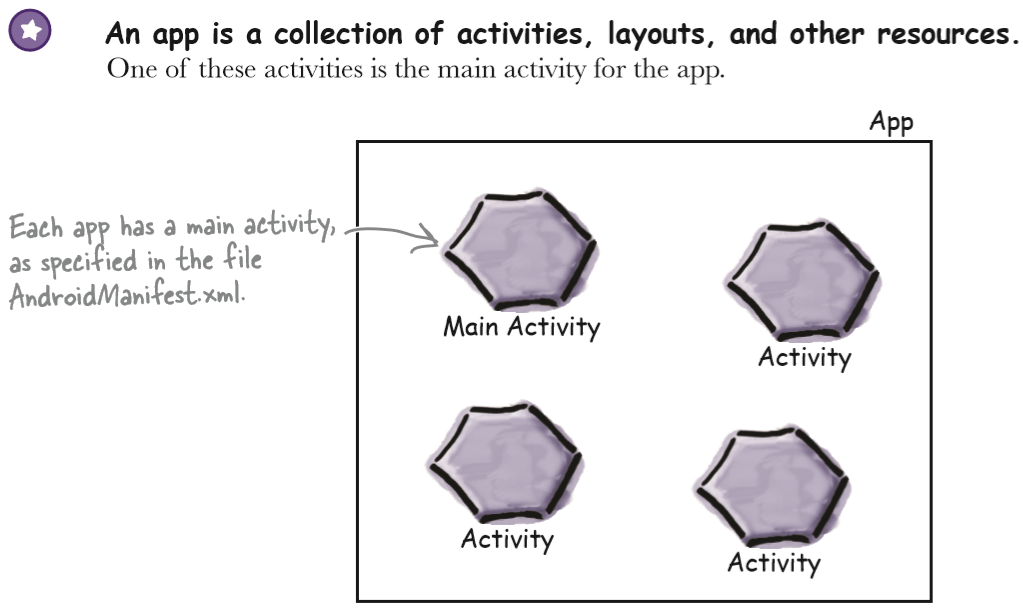 An app is a collection of activities, layouts, and other resources.
One of these activities is the main activity for the app.
App
Each app has a main activity,
as specified in the file
AndroidManifest.xml.
Main Activity
Activity
Activity
Activity